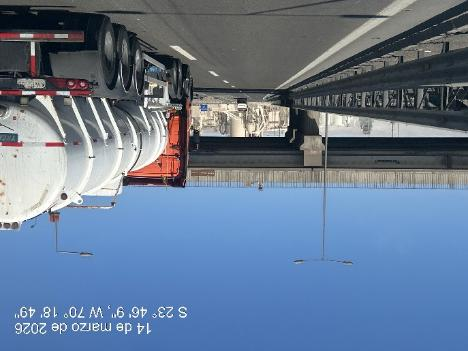 14 de marzo de 2026
S 23° 46' 9", W 70° 18' 49"